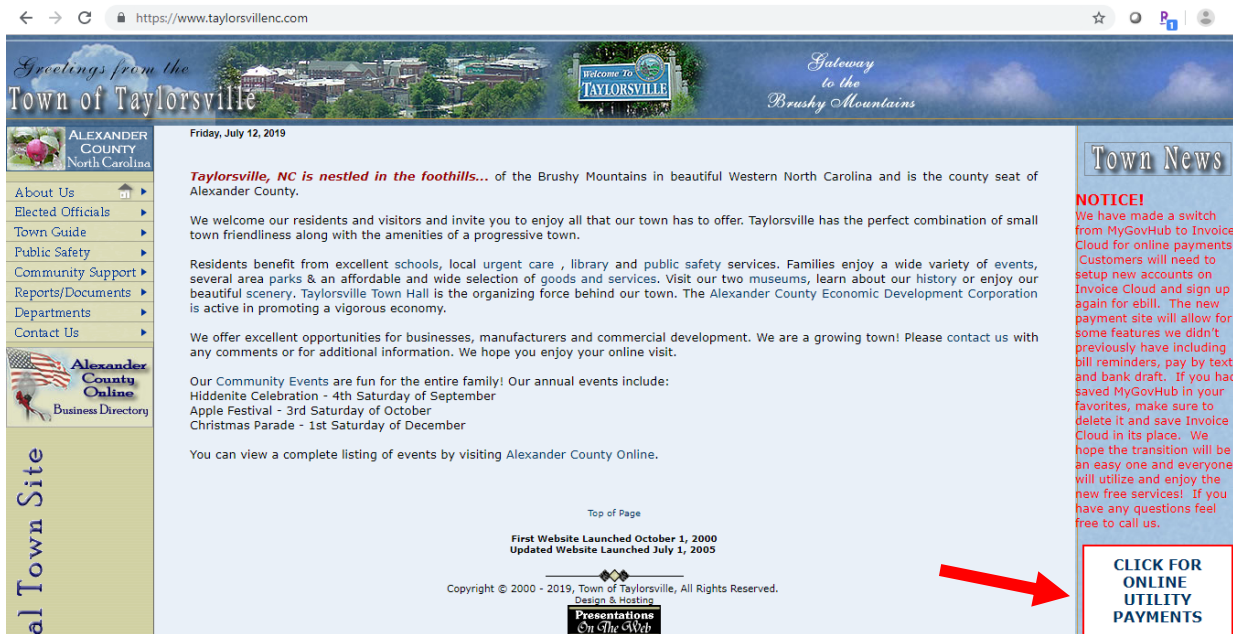 https://www.taylorsvillenc.com
Greetings from the
Town of Taylorsville
Welcome To
TAYLORSVILLE
Gateway
to the
Brushy Mountains
ALEXANDER
COUNTY
North Carolina
About Us
Elected Officials
Town Guide
Public Safety
Community Support
Reports/Documents
Departments
Contact Us
Alexander
County
Online
Business Directory
al Town Site
Friday, July 12, 2019
Taylorsville, NC is nestled in the foothills... of the Brushy Mountains in beautiful Western North Carolina and is the county seat of
Alexander County.
We welcome our residents and visitors and invite you to enjoy all that our town has to offer. Taylorsville has the perfect combination of small
town friendliness along with the amenities of a progressive town.
Residents benefit from excellent schools, local urgent care , library and public safety services. Families enjoy a wide variety of events,
several area parks & an affordable and wide selection of goods and services. Visit our two museums, learn about our history or enjoy our
beautiful scenery. Taylorsville Town Hall is the organizing force behind our town. The Alexander County Economic Development Corporation
is active in promoting a vigorous economy.
We offer excellent opportunities for businesses, manufacturers and commercial development. We are a growing town! Please contact us with
any comments or for additional information. We hope you enjoy your online visit.
Our Community Events are fun for the entire family! Our annual events include:
Hiddenite Celebration - 4th Saturday of September
Apple Festival - 3rd Saturday of October
Christmas Parade - 1st Saturday of December
You can view a complete listing of events by visiting Alexander County Online.
Top of Page
First Website Launched October 1, 2000
Updated Website Launched July 1, 2005
Copyright © 2000 - 2019, Town of Taylorsville, All Rights Reserved.
Design & Hosting
Presentations
On The Web
Town News
NOTICE!
We have made a switch
from MyGovHub to Invoice
Cloud for online payments
Customers will need to
setup new accounts on
Invoice Cloud and sign up
again for ebill. The new
payment site will allow for
some features we didn't
previously have including
bill reminders, pay by text
and bank draft. If you had
saved MyGovHub in your
favorites, make sure to
delete it and save Invoice
Cloud in its place. We
hope the transition will be
an easy one and everyone
will utilize and enjoy the
new free services! If you
have any questions feel
free to call us.
CLICK FOR
ONLINE
UTILITY
PAYMENTS